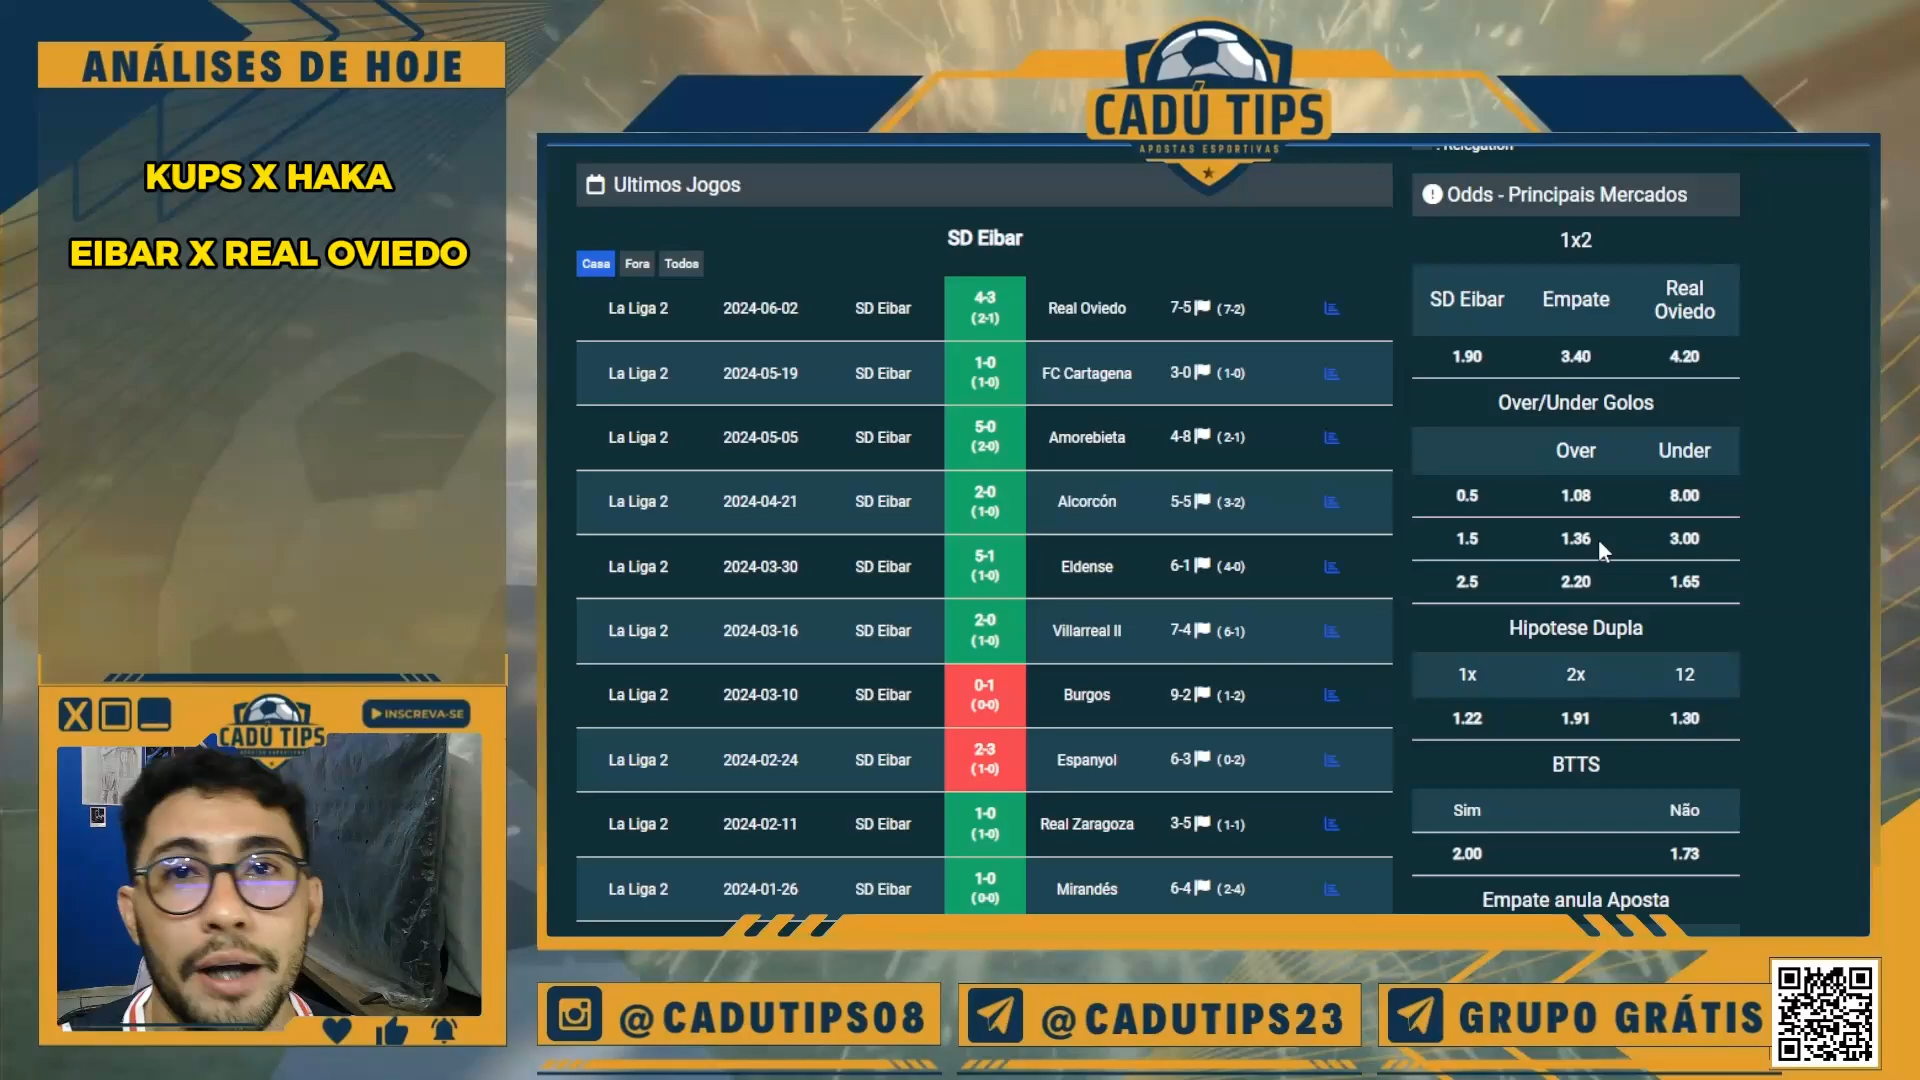 ANÁLISES DE HOJE
KUPS X HAKA
EIBAR X REAL OVIEDO
CADÚ TIPS
APOSTAS ESPORTIVAS
Ultimos Jogos
SD Eibar
Casa Fora Todos
La Liga 2 2024-06-02 SD Eibar 4-3 (2-1) Real Oviedo 7-5 (7-2)
La Liga 2 2024-05-19 SD Eibar 1-0 (1-0) FC Cartagena 3-0 (1-0)
La Liga 2 2024-05-05 SD Eibar 5-0 (2-0) Amorebieta 4-8 (2-1)
La Liga 2 2024-04-21 SD Eibar 2-0 (1-0) Alcorcón 5-5 (3-2)
La Liga 2 2024-03-30 SD Eibar 5-1 (1-0) Eldense 6-1 (4-0)
La Liga 2 2024-03-16 SD Eibar 2-0 (1-0) Villarreal II 7-4 (6-1)
La Liga 2 2024-03-10 SD Eibar 0-1 (0-0) Burgos 9-2 (1-2)
La Liga 2 2024-02-24 SD Eibar 2-3 (1-0) Espanyol 6-3 (0-2)
La Liga 2 2024-02-11 SD Eibar 1-0 (1-0) Real Zaragoza 3-5 (1-1)
La Liga 2 2024-01-26 SD Eibar 1-0 (0-0) Mirandés 6-4 (2-4)
: Relegation
Odds - Principais Mercados
1x2
SD Eibar Empate Real Oviedo
1.90 3.40 4.20
Over/Under Golos
Over Under
0.5 1.08 8.00
1.5 1.36 3.00
2.5 2.20 1.65
Hipotese Dupla
1x 2x 12
1.22 1.91 1.30
BTTS
Sim Não
2.00 1.73
Empate anula Aposta
CADÚ TIPS
INSCREVA-SE
@CADUTIPS08
@CADUTIPS23
GRUPO GRÁTIS